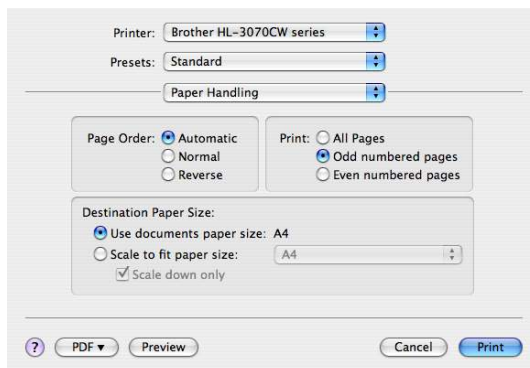 Printer: Brother HL-3070CW series
Presets: Standard
Paper Handling
Page Order: Automatic
Normal
Reverse
Print: All Pages
Odd numbered pages
Even numbered pages
Destination Paper Size:
Use documents paper size: A4
Scale to fit paper size: A4
Scale down only
? PDF ▼ Preview Cancel Print